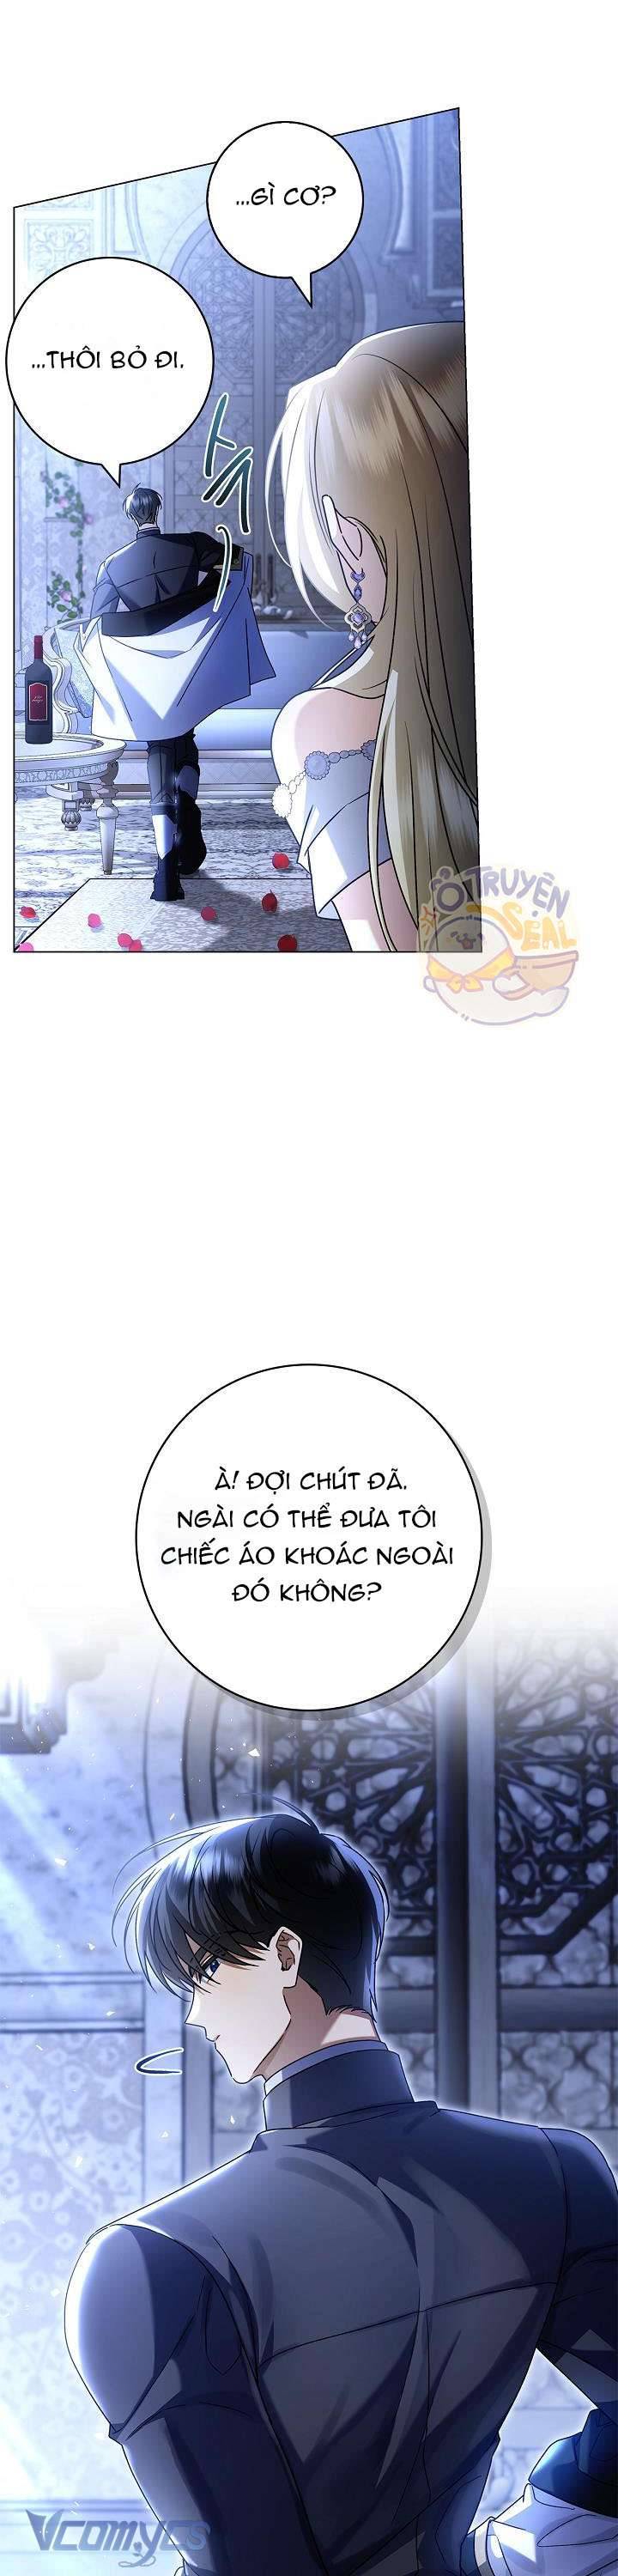 ...GÌ CƠ?
...THÔI BỎ ĐI.
Ổ TRUYỆN
SEAL
À! ĐỢI CHÚT ĐÃ.
NGÀI CÓ THỂ ĐƯA TÔI
CHIẾC ÁO KHOÁC NGOÀI
ĐÓ KHÔNG?
Vcomycs